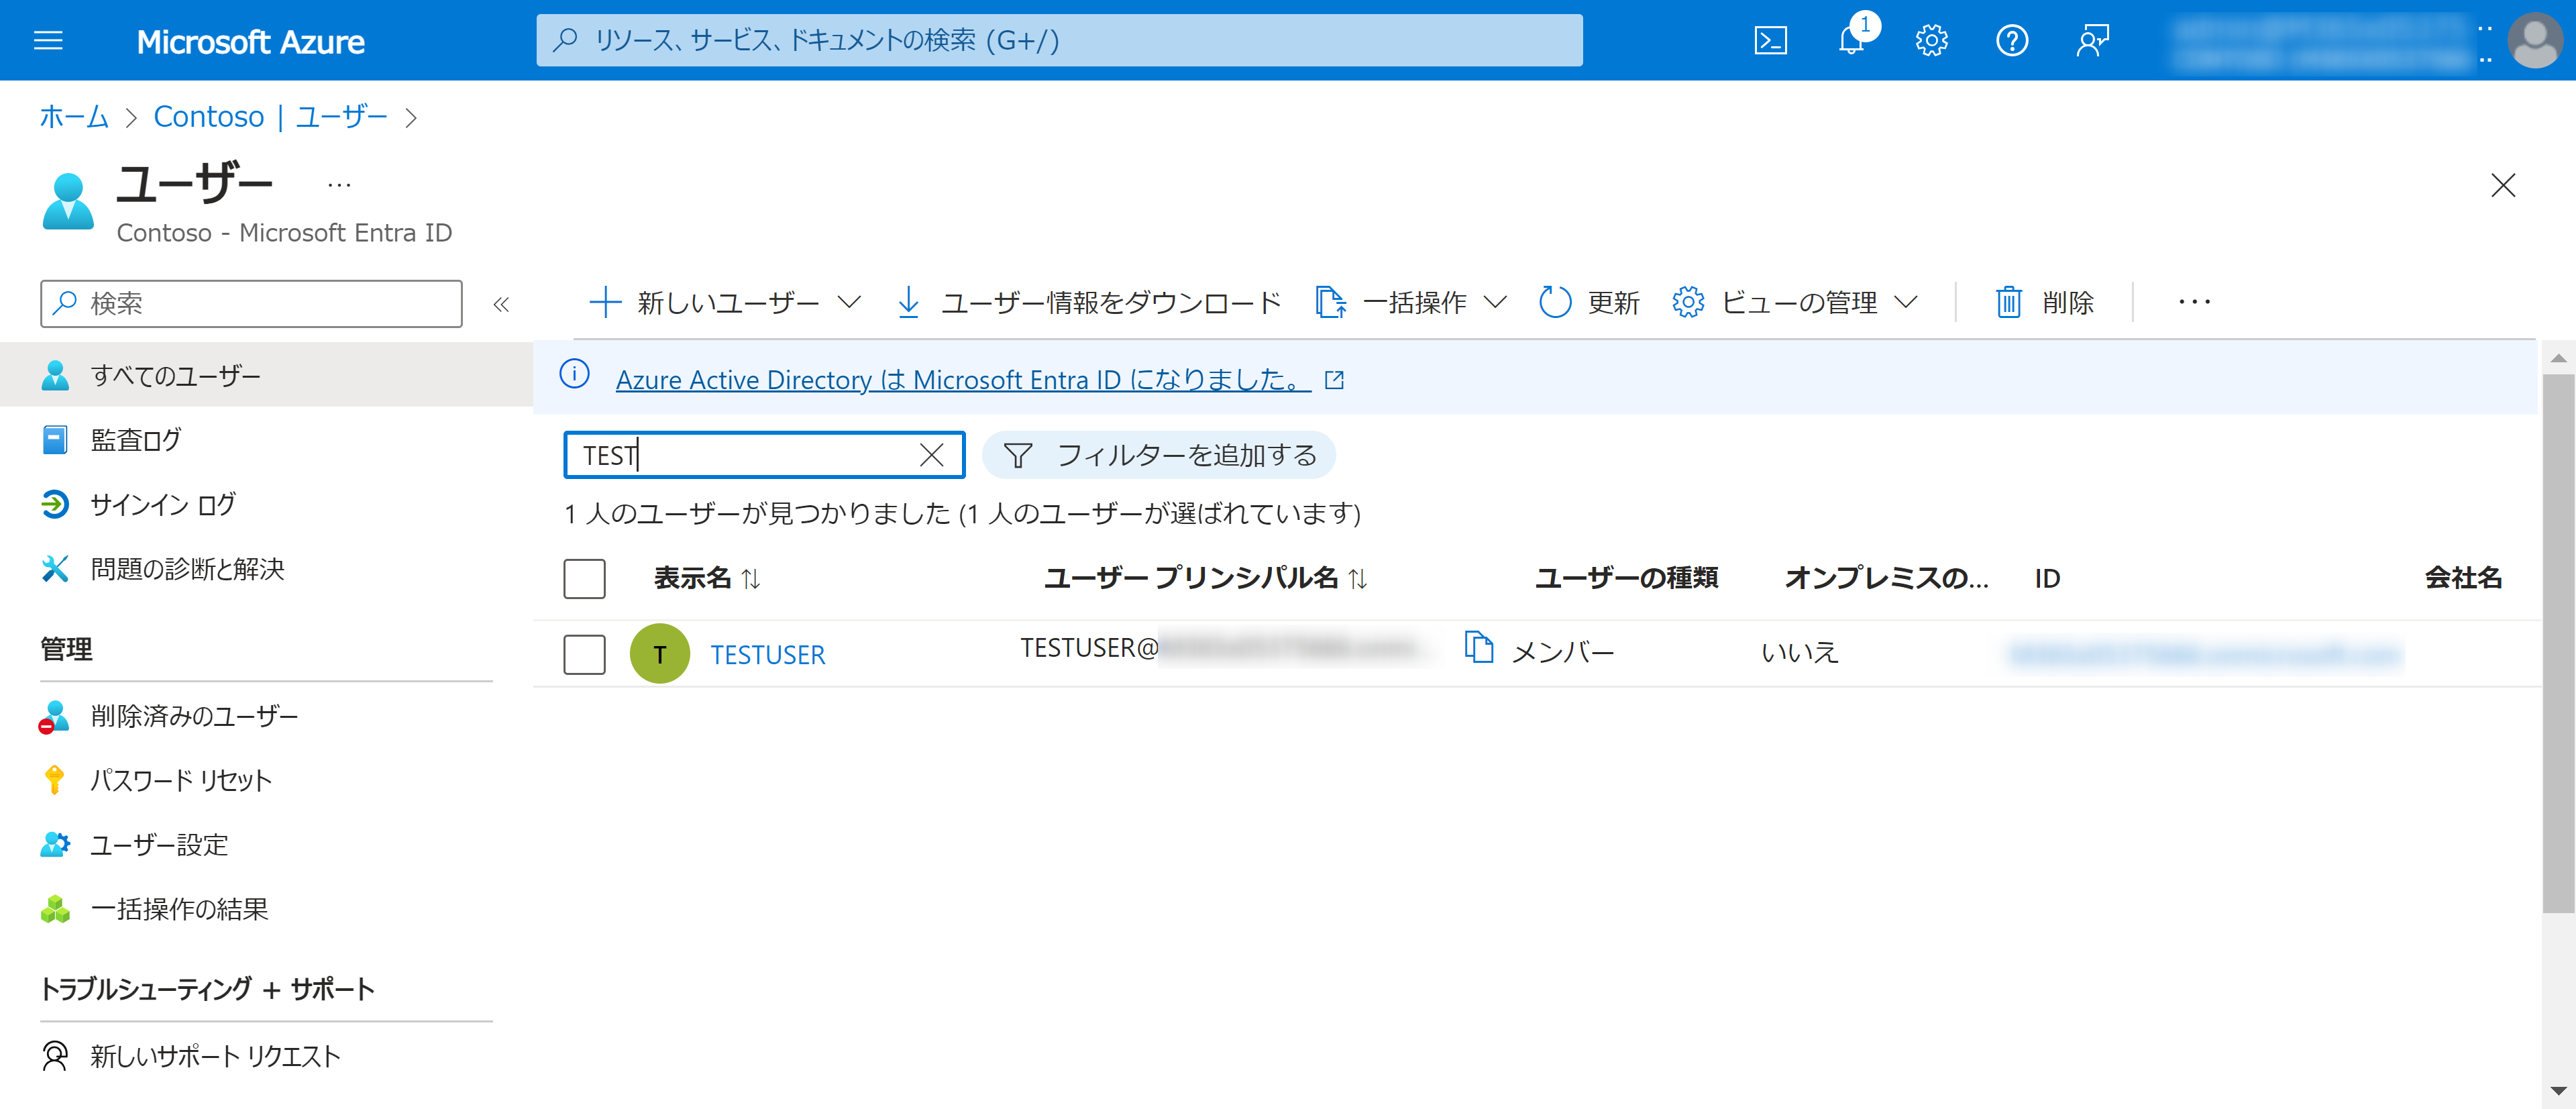 Microsoft Azure
リソース、サービス、ドキュメントの検索 (G+/)
1
ホーム > Contoso | ユーザー >
ユーザー ...
Contoso - Microsoft Entra ID
検索
«
新しいユーザー
ユーザー情報をダウンロード
一括操作
更新
ビューの管理
削除
...
すべてのユーザー
監査ログ
サインイン ログ
問題の診断と解決
管理
削除済みのユーザー
パスワード リセット
ユーザー設定
一括操作の結果
トラブルシューティング + サポート
新しいサポート リクエスト
Azure Active Directory は Microsoft Entra ID になりました。
TEST
フィルターを追加する
1 人のユーザーが見つかりました (1 人のユーザーが選ばれています)
表示名 ↑↓ ユーザー プリンシパル名 ↑↓ ユーザーの種類 オンプレミスの... ID 会社名
T TESTUSER TESTUSER@ メンバー いいえ